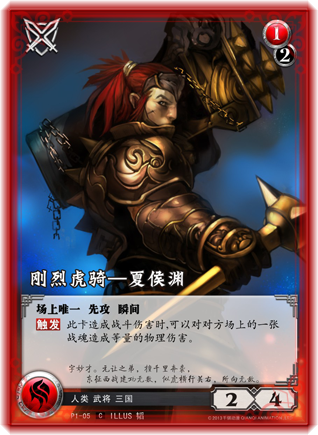 1
2
刚烈虎骑—夏侯渊
场上唯一 先攻 瞬间
触发 此卡造成战斗伤害时,可以对对方场上的一张
战魂造成等量的物理伤害。
字妙才。
人类 武将 三国
2 4
P1-05 C ILLUS 韬